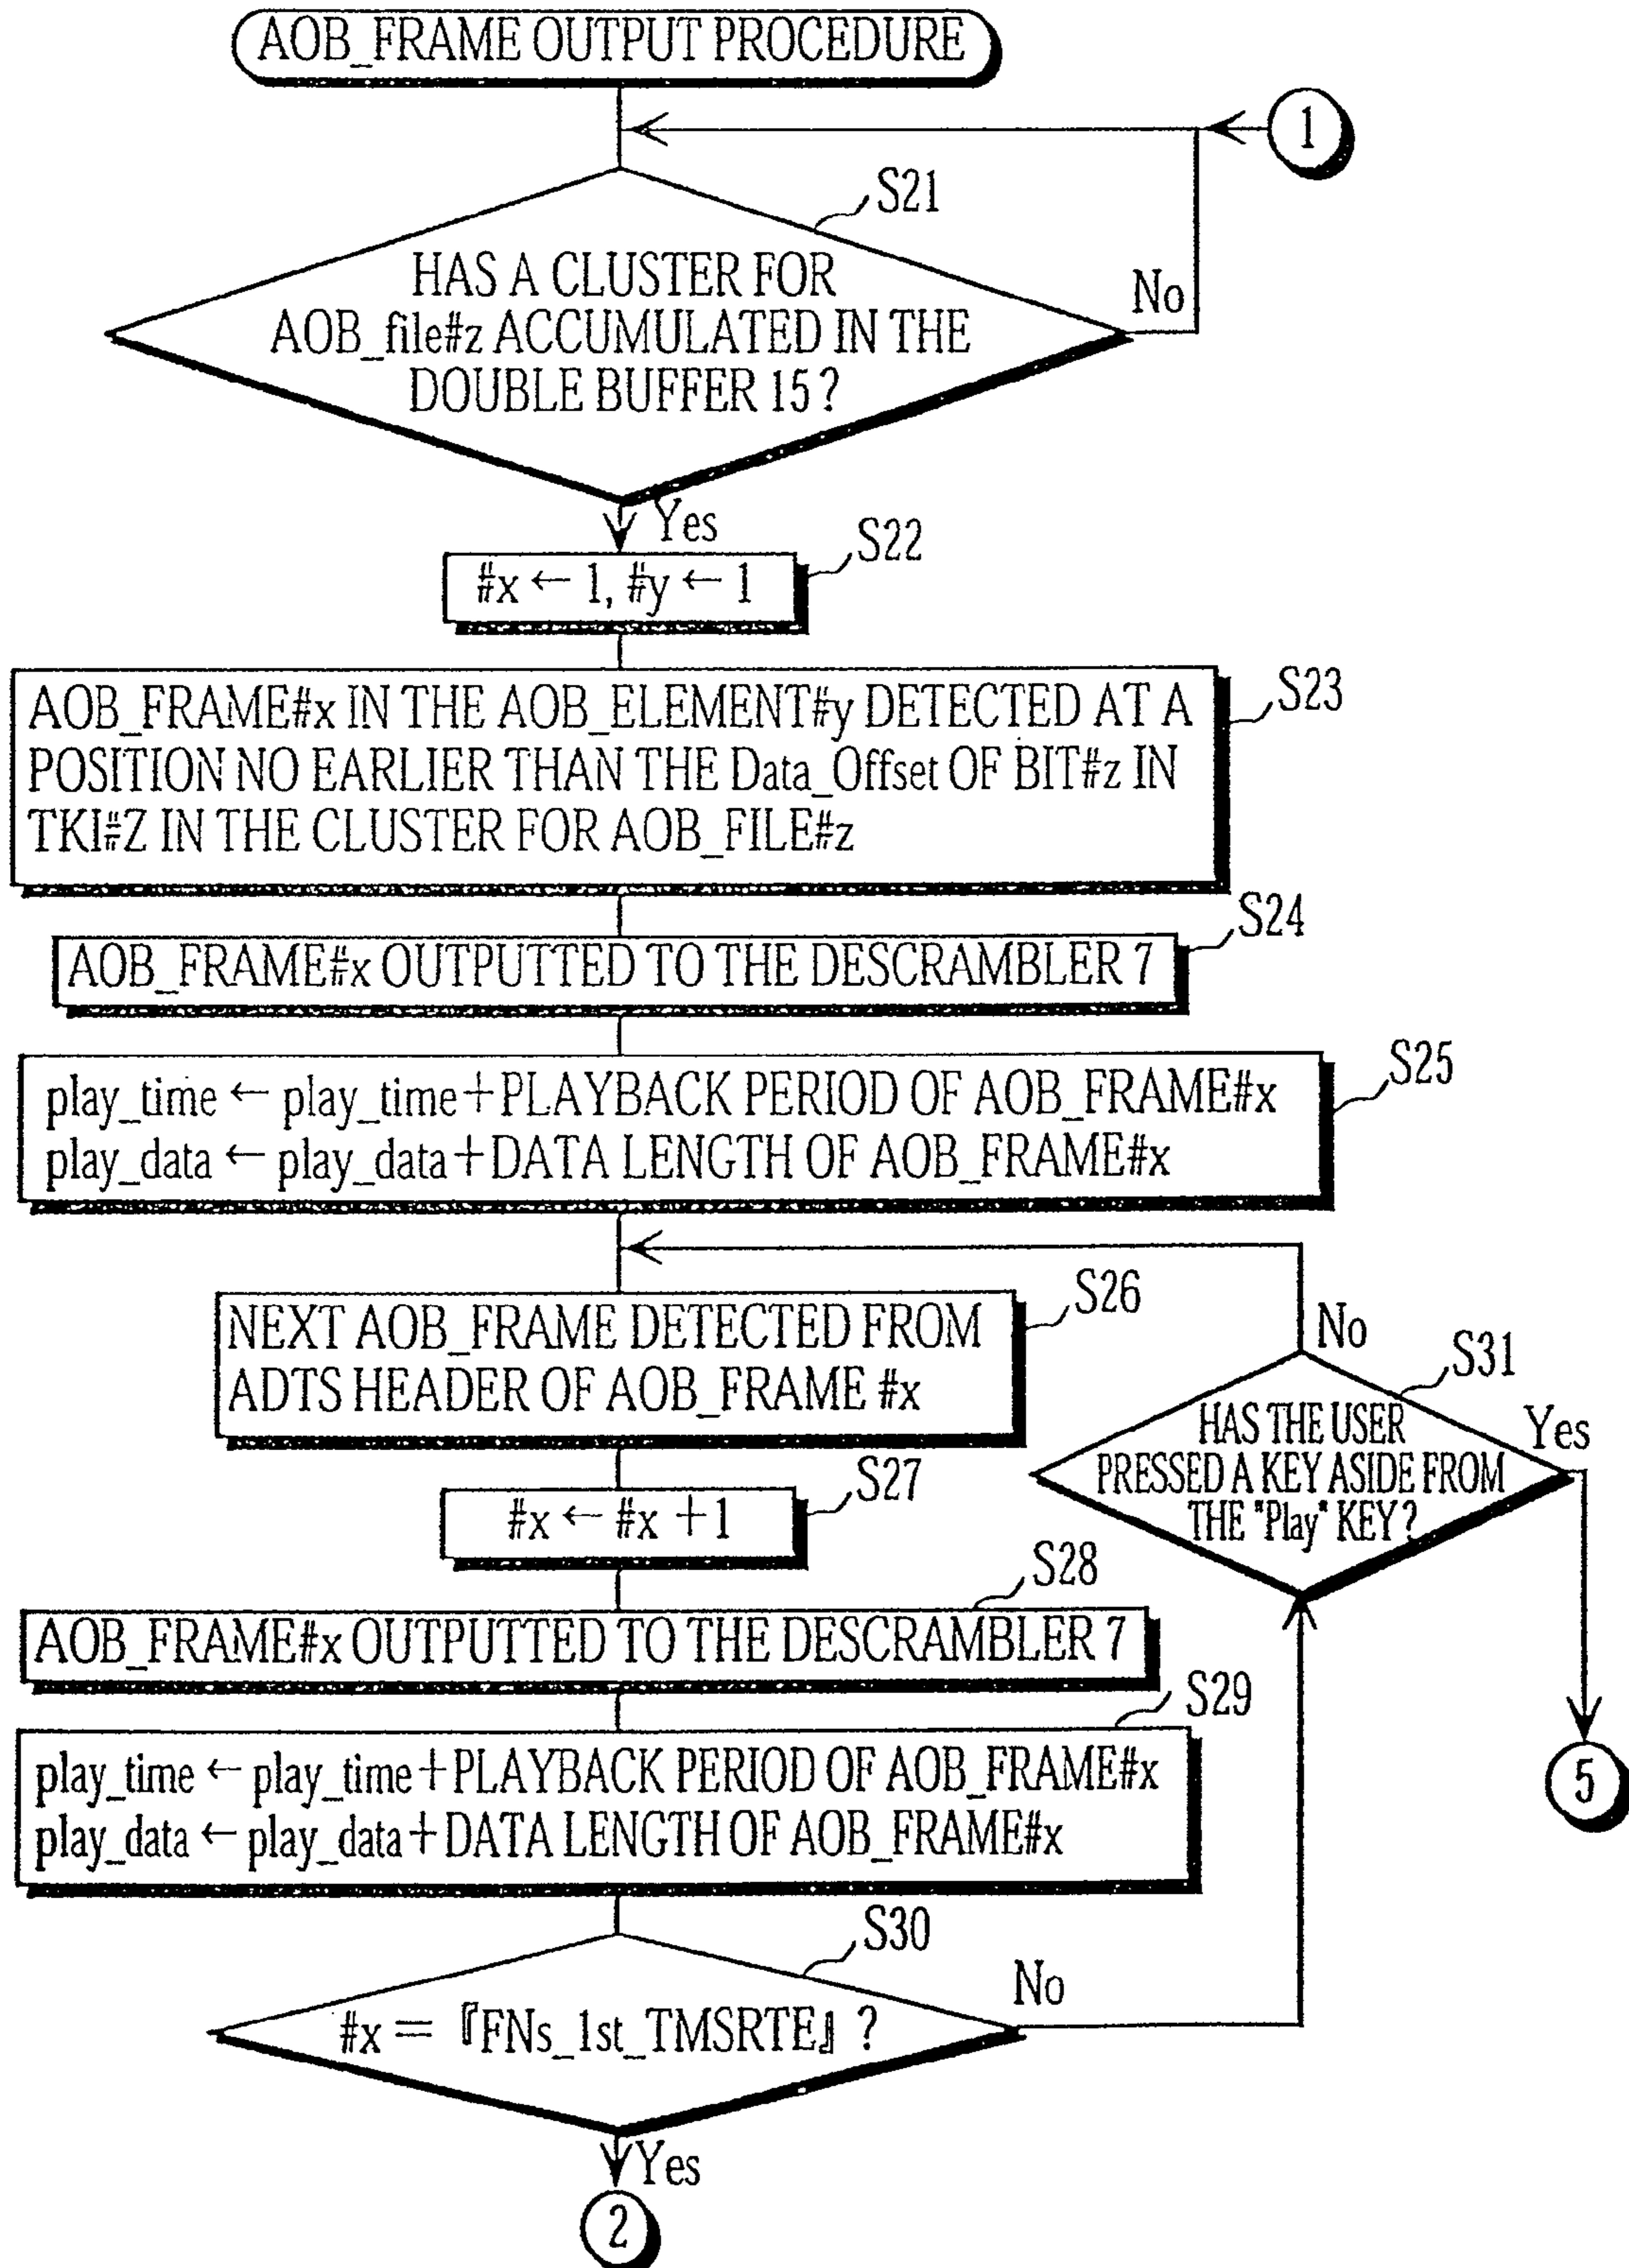 AOB_FRAME OUTPUT PROCEDURE
1
S21
HAS A CLUSTER FOR
AOB_file#z ACCUMULATED IN THE
DOUBLE BUFFER 15?
No
Yes
S22
#x ← 1, #y ← 1
S23
AOB_FRAME#x IN THE AOB_ELEMENT#y DETECTED AT A
POSITION NO EARLIER THAN THE Data_Offset OF BIT#z IN
TKI#Z IN THE CLUSTER FOR AOB_FILE#z
S24
AOB_FRAME#x OUTPUTTED TO THE DESCRAMBLER 7
S25
play_time ← play_time+PLAYBACK PERIOD OF AOB_FRAME#x
play_data ← play_data+DATA LENGTH OF AOB_FRAME#x
S26
NEXT AOB_FRAME DETECTED FROM
ADTS HEADER OF AOB_FRAME #x
S27
#x ← #x +1
No
S31
HAS THE USER
PRESSED A KEY ASIDE FROM
THE "Play" KEY?
Yes
5
S28
AOB_FRAME#x OUTPUTTED TO THE DESCRAMBLER 7
S29
play_time ← play_time+PLAYBACK PERIOD OF AOB_FRAME#x
play_data ← play_data+DATA LENGTH OF AOB_FRAME#x
S30
#x = 『FNs_1st_TMSRTE』?
No
Yes
2